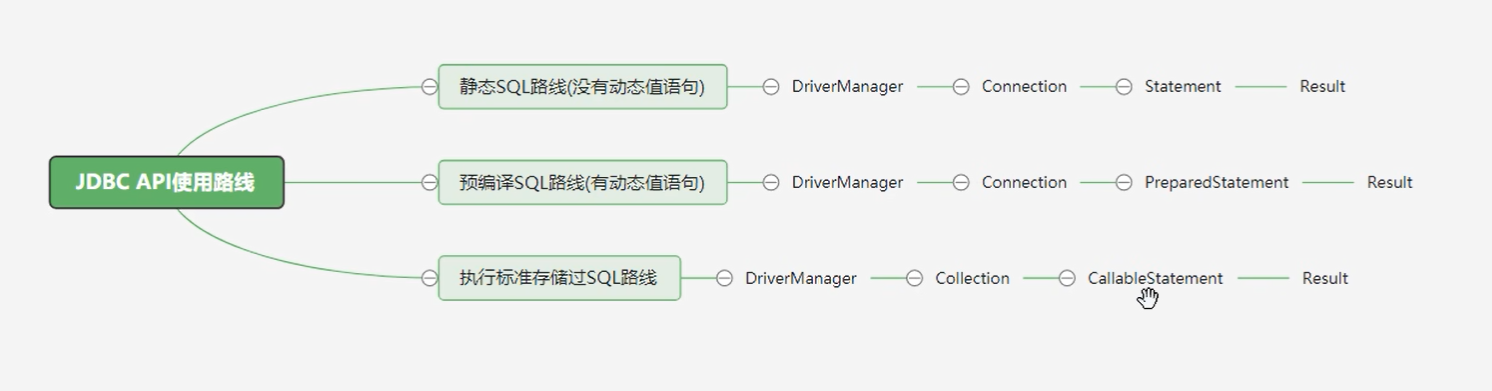 静态SQL路线(没有动态值语句) DriverManager Connection Statement Result
JDBC API使用路线 预编译SQL路线(有动态值语句) DriverManager Connection PreparedStatement Result
执行标准存储过SQL路线 DriverManager Collection CallableStatement Result